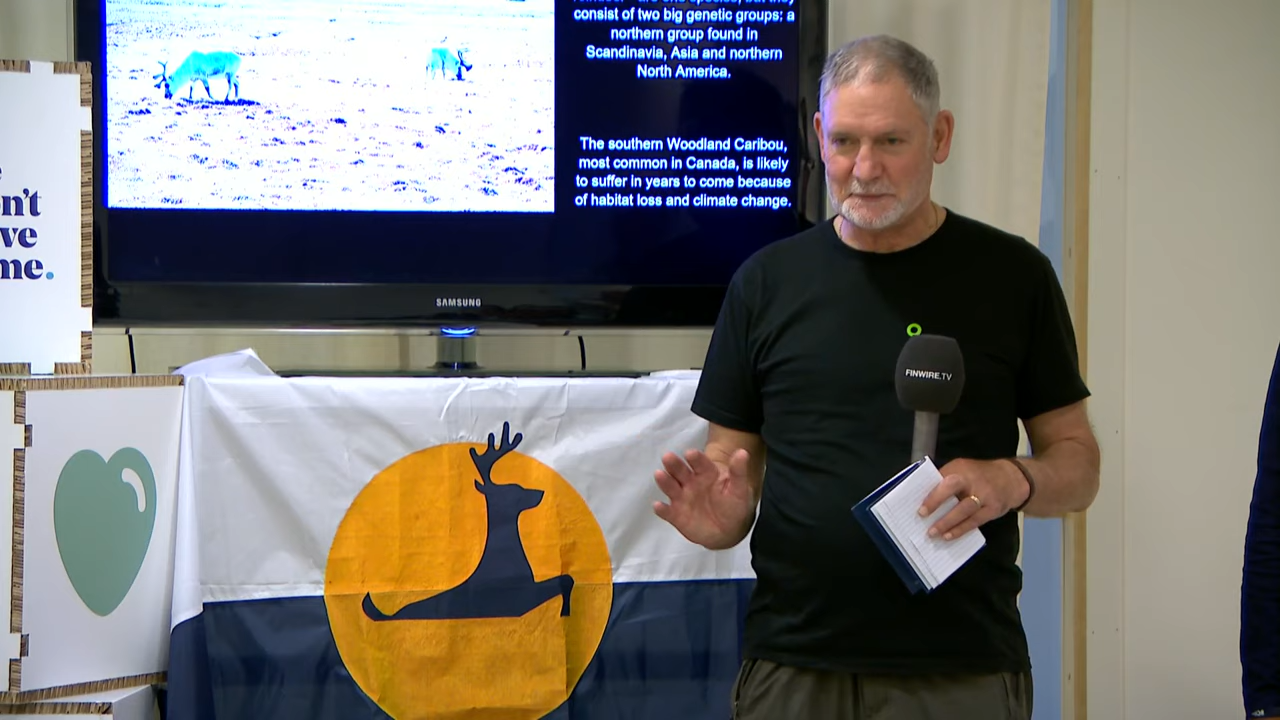 consist of two big genetic groups: a
northern group found in
Scandinavia, Asia and northern
North America.
The southern Woodland Caribou,
most common in Canada, is likely
to suffer in years to come because
of habitat loss and climate change.
SAMSUNG
FINWIRE.TV